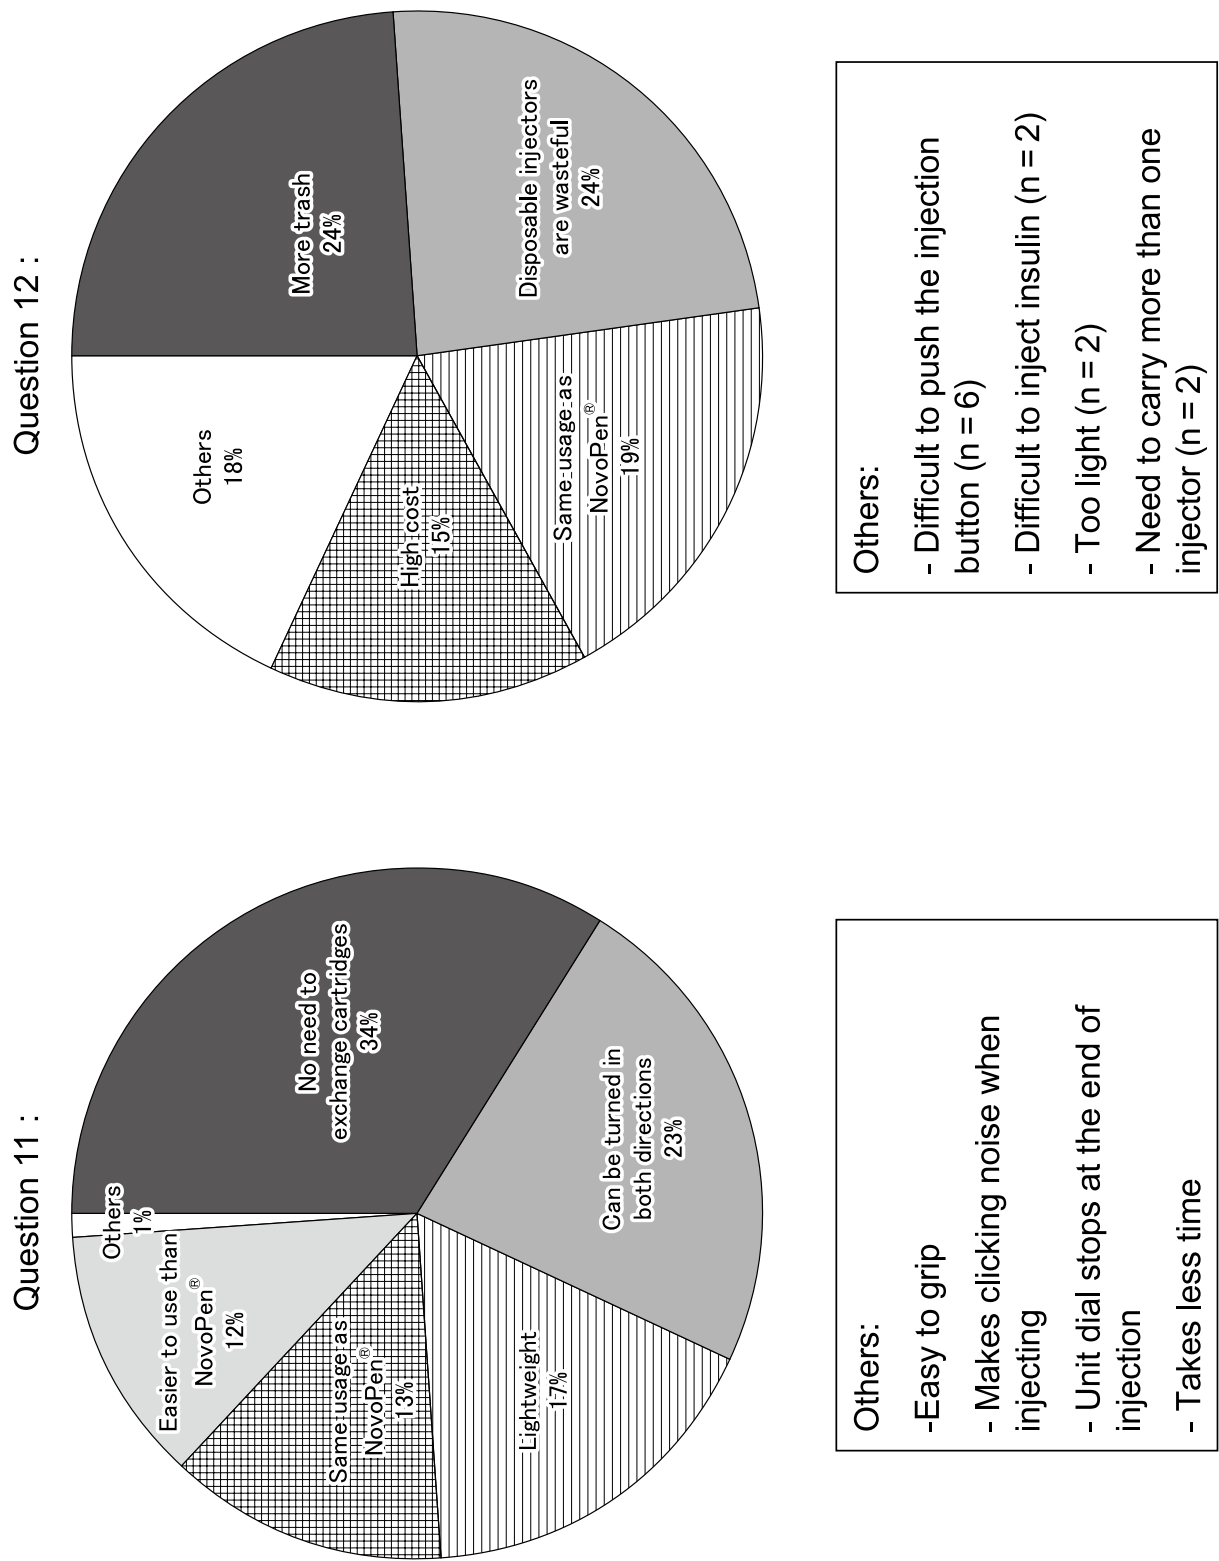 Question 11 :
Others
1%
No need to
exchange cartridges
34%
Can be turned in
both directions
23%
Lightweight
17%
Same usage as
NovoPen®
13%
Easier to use than
NovoPen®
12%
Others:
-Easy to grip
- Makes clicking noise when
injecting
- Unit dial stops at the end of
injection
- Takes less time
Question 12 :
More trash
24%
Disposable injectors
are wasteful
24%
Same usage as
NovoPen®
19%
High cost
15%
Others
18%
Others:
- Difficult to push the injection
button (n = 6)
- Difficult to inject insulin (n = 2)
- Too light (n = 2)
- Need to carry more than one
injector (n = 2)